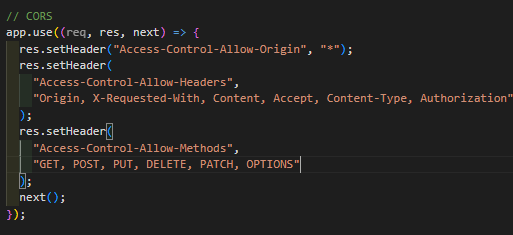 // CORS
app.use((req, res, next) => {
  res.setHeader("Access-Control-Allow-Origin", "*");
  res.setHeader(
    "Access-Control-Allow-Headers",
    "Origin, X-Requested-With, Content, Accept, Content-Type, Authorization"
  );
  res.setHeader(
    "Access-Control-Allow-Methods",
    "GET, POST, PUT, DELETE, PATCH, OPTIONS"
  );
  next();
});